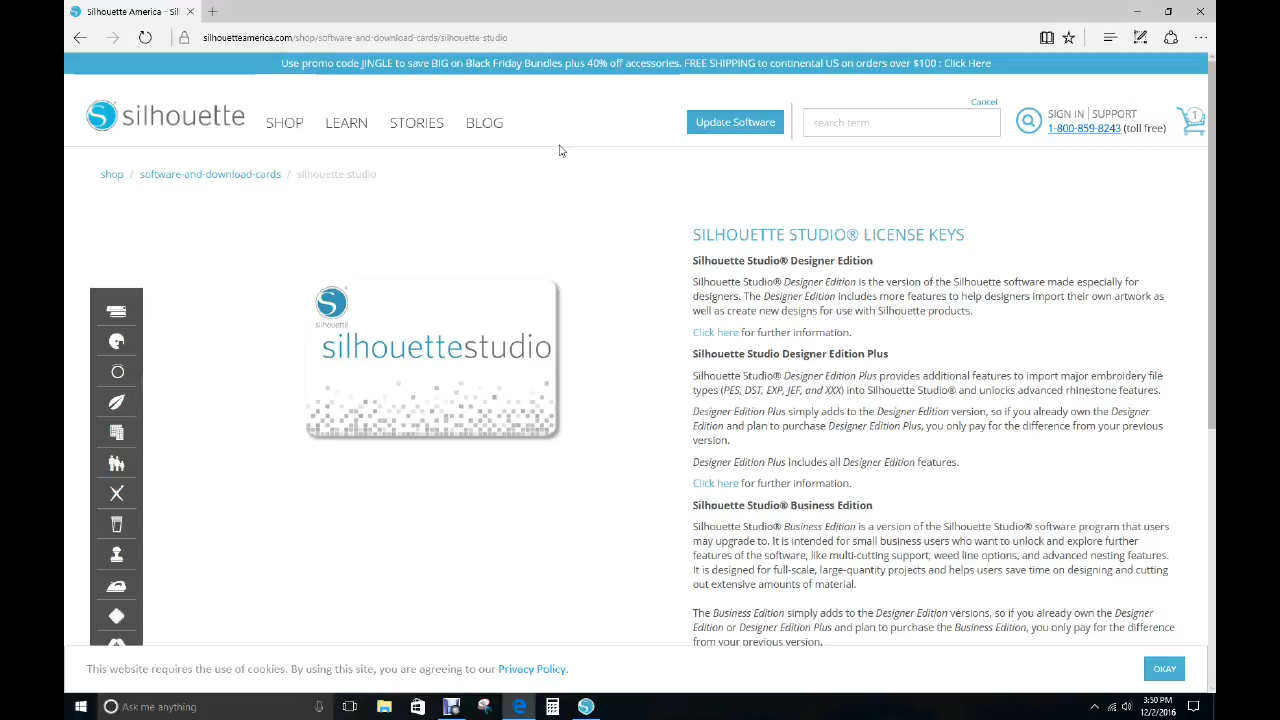 Silhouette America - Sil
silhouetteamerica.com/shop/software-and-download-cards/silhouette-studio
Use promo code JINGLE to save BIG on Black Friday Bundles plus 40% off accessories. FREE SHIPPING to continental US on orders over $100 : Click Here
silhouette
SHOP
LEARN
STORIES
BLOG
Update Software
Cancel
search term
SIGN IN | SUPPORT
1-800-859-8243 (toll free)
1
shop / software-and-download-cards / silhouette-studio
silhouette
silhouettestudio
SILHOUETTE STUDIO® LICENSE KEYS
Silhouette Studio® Designer Edition
Silhouette Studio® Designer Edition is the version of the Silhouette software made especially for
designers. The Designer Edition includes more features to help designers import their own artwork as
well as create new designs for use with Silhouette products.
Click here for further information.
Silhouette Studio Designer Edition Plus
Silhouette Studio® Designer Edition Plus provides additional features to import major embroidery file
types (PES, DST, EXP, JEF, and XXX) into Silhouette Studio® and unlocks advanced rhinestone features.
Designer Edition Plus simply adds to the Designer Edition version, so if you already own the Designer
Edition and plan to purchase Designer Edition Plus, you only pay for the difference from your previous
version.
Designer Edition Plus includes all Designer Edition features.
Click here for further information.
Silhouette Studio® Business Edition
Silhouette Studio® Business Edition is a version of the Silhouette Studio® software program that users
may upgrade to. It is intended for small business users who want to unlock and explore further
features of the software, like multi-cutting support, weed line options, and advanced nesting features.
It is designed for full-scale, large-quantity projects and helps users save time on designing and cutting
out extensive amounts of material.
The Business Edition simply adds to the Designer Edition versions, so if you already own the Designer
Edition or Designer Edition Plus and plan to purchase the Business Edition, you only pay for the difference
from your previous version.
This website requires the use of cookies. By using this site, you are agreeing to our Privacy Policy.
OKAY
Ask me anything
3:50 PM
12/2/2016